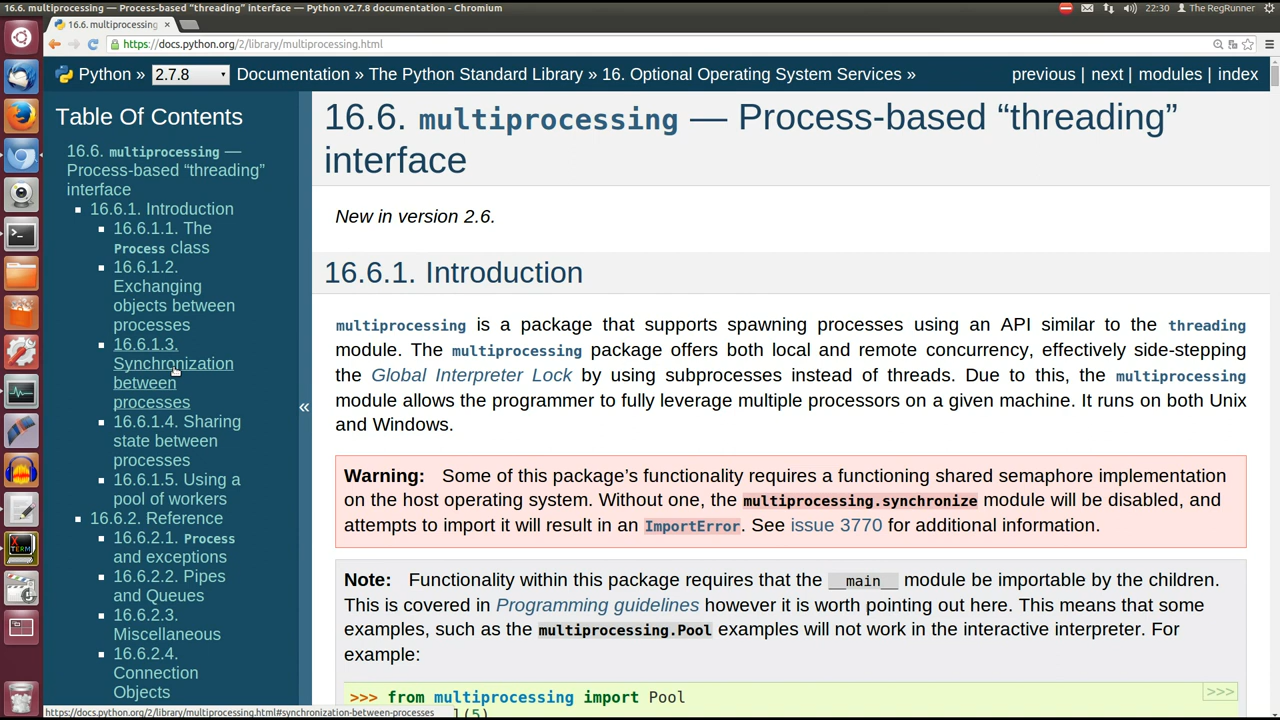 16.6. multiprocessing — Process-based “threading” interface — Python v2.7.8 documentation - Chromium
22:30 The RegRunner
16.6. multiprocessing ×
https://docs.python.org/2/library/multiprocessing.html
Python » 2.7.8 Documentation » The Python Standard Library » 16. Optional Operating System Services »
previous | next | modules | index
Table Of Contents
16.6. multiprocessing —
Process-based “threading”
interface
16.6.1. Introduction
16.6.1.1. The
Process class
16.6.1.2.
Exchanging
objects between
processes
16.6.1.3.
Synchronization
between
processes
16.6.1.4. Sharing
state between
processes
16.6.1.5. Using a
pool of workers
16.6.2. Reference
16.6.2.1. Process
and exceptions
16.6.2.2. Pipes
and Queues
16.6.2.3.
Miscellaneous
16.6.2.4.
Connection
Objects
https://docs.python.org/2/library/multiprocessing.html#synchronization-between-processes
«
16.6. multiprocessing — Process-based “threading”
interface
New in version 2.6.
16.6.1. Introduction
multiprocessing is a package that supports spawning processes using an API similar to the threading
module. The multiprocessing package offers both local and remote concurrency, effectively side-stepping
the Global Interpreter Lock by using subprocesses instead of threads. Due to this, the multiprocessing
module allows the programmer to fully leverage multiple processors on a given machine. It runs on both Unix
and Windows.
Warning: Some of this package’s functionality requires a functioning shared semaphore implementation
on the host operating system. Without one, the multiprocessing.synchronize module will be disabled, and
attempts to import it will result in an ImportError. See issue 3770 for additional information.
Note: Functionality within this package requires that the __main__ module be importable by the children.
This is covered in Programming guidelines however it is worth pointing out here. This means that some
examples, such as the multiprocessing.Pool examples will not work in the interactive interpreter. For
example:
>>> from multiprocessing import Pool
>>>
l(5)